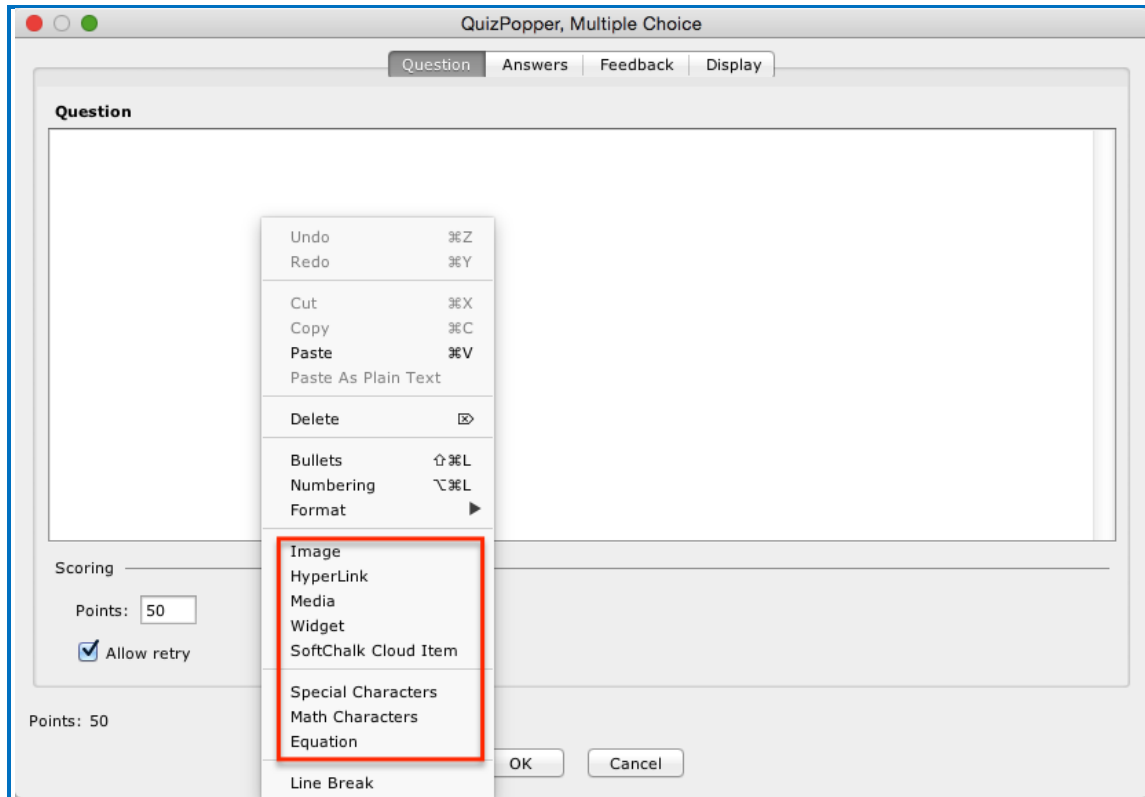 QuizPopper, Multiple Choice
Question Answers Feedback Display
Question
Undo ⌘Z
Redo ⌘Y
Cut ⌘X
Copy ⌘C
Paste ⌘V
Paste As Plain Text
Delete ⌦
Bullets ⇧⌘L
Numbering ⌥⌘L
Format ▶
Image
HyperLink
Media
Widget
SoftChalk Cloud Item
Special Characters
Math Characters
Equation
Line Break
Scoring
Points: 50
Allow retry
Points: 50
OK Cancel